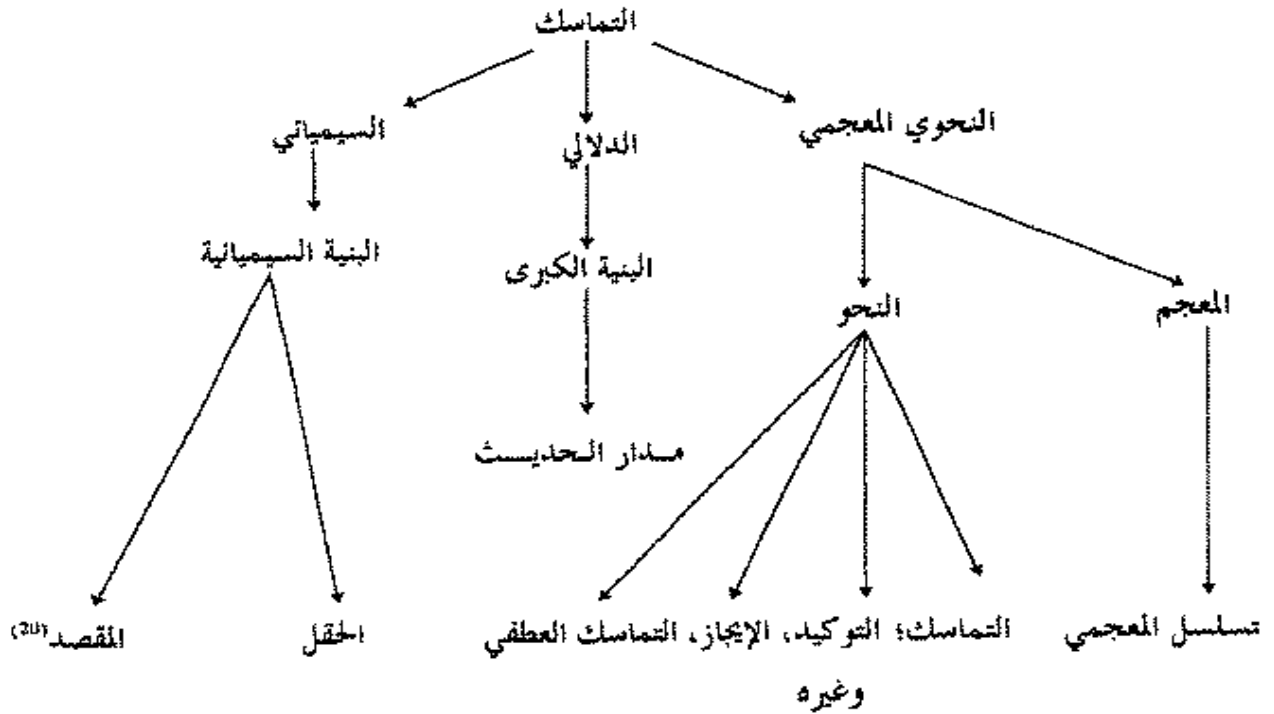 التماسك
النحوي المعجمي
الدلالي
السيميائي
البنية الكبرى
البنية السيميائية
المعجم
النحو
مدار الحديث
تسلسل المعجمي
التماسك؛ التوكيد، الإيجاز، التماسك العطفي
وغيره
الحقل
المقصد